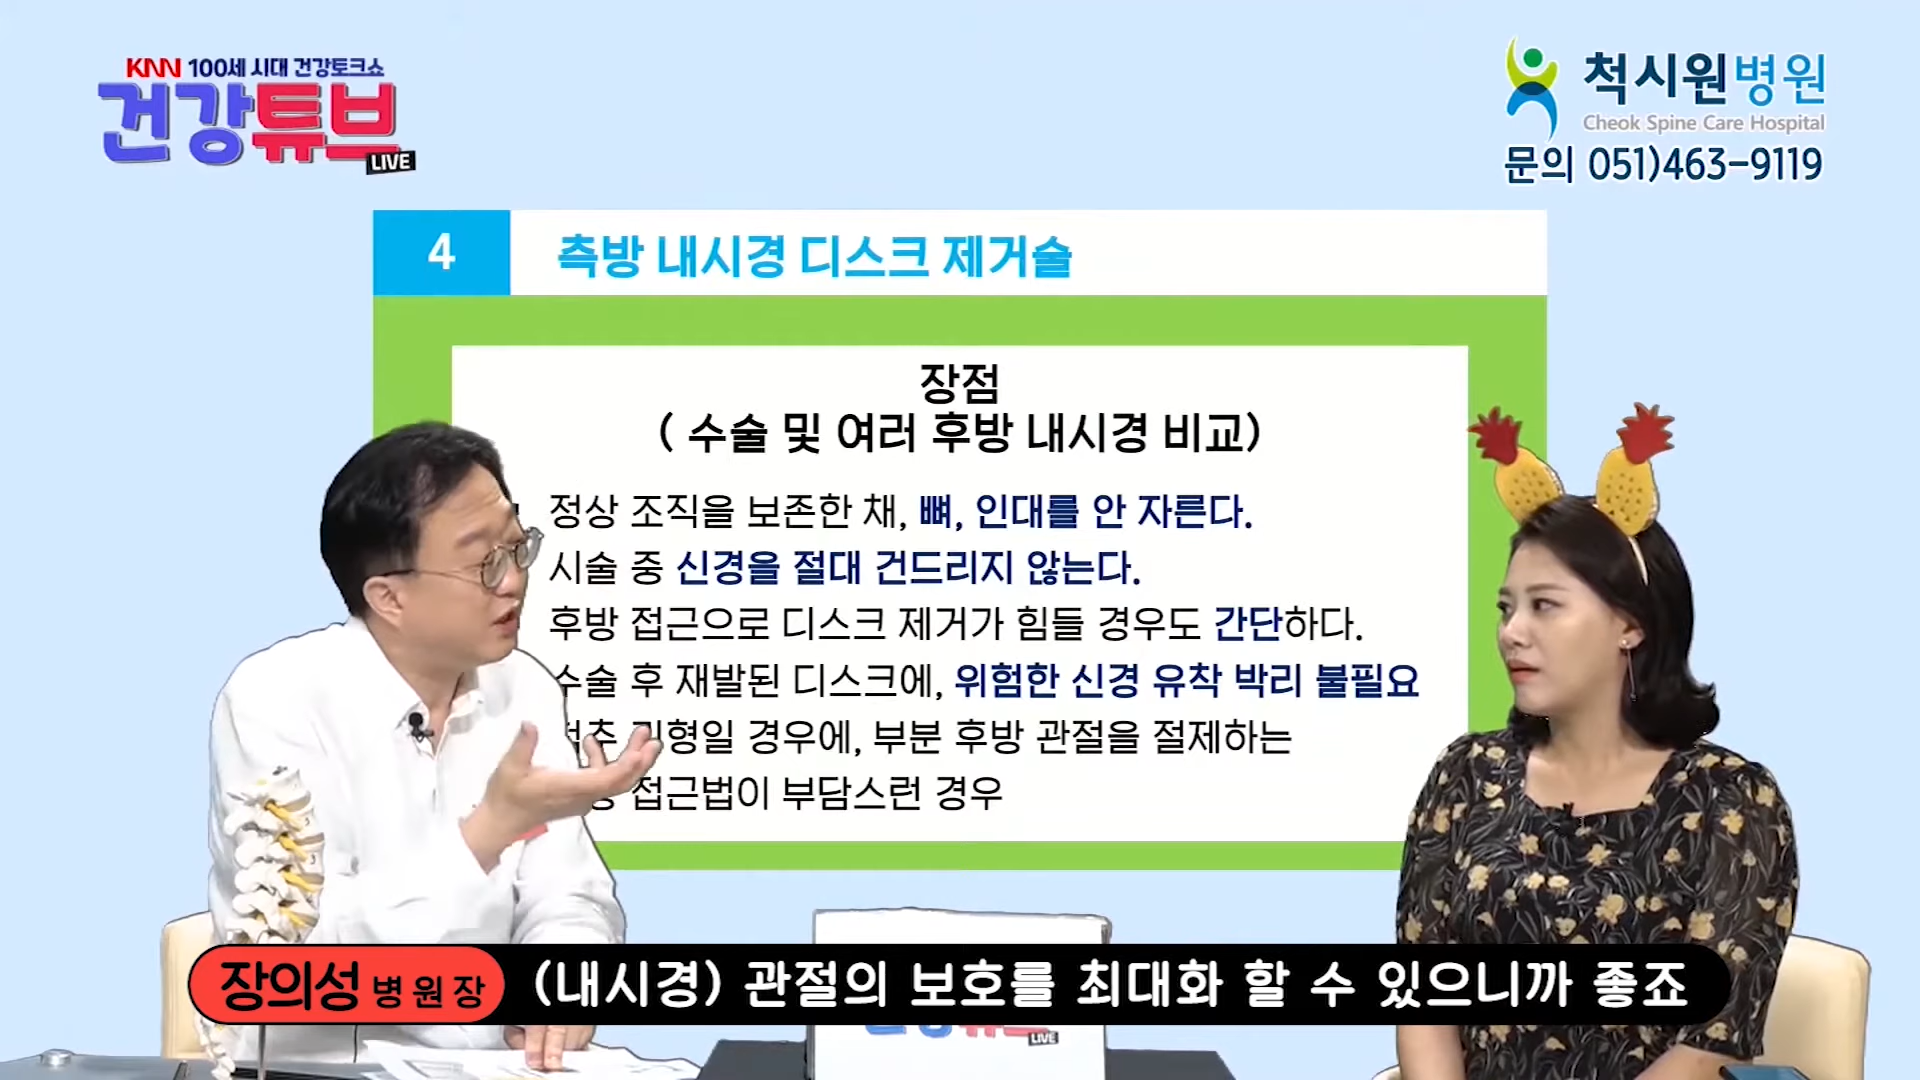 KNN 100세 시대 건강토크쇼
건강튜브
LIVE
척시원병원
Cheok Spine Care Hospital
문의 051)463-9119
4
측방 내시경 디스크 제거술
장점
( 수술 및 여러 후방 내시경 비교)
정상 조직을 보존한 채, 뼈, 인대를 안 자른다.
시술 중 신경을 절대 건드리지 않는다.
후방 접근으로 디스크 제거가 힘들 경우도 간단하다.
수술 후 재발된 디스크에, 위험한 신경 유착 박리 불필요
경우에, 부분 후방 관절을 절제하는
접근법이 부담스런 경우
장의성 병원장
(내시경) 관절의 보호를 최대화 할 수 있으니까 좋죠
LIVE